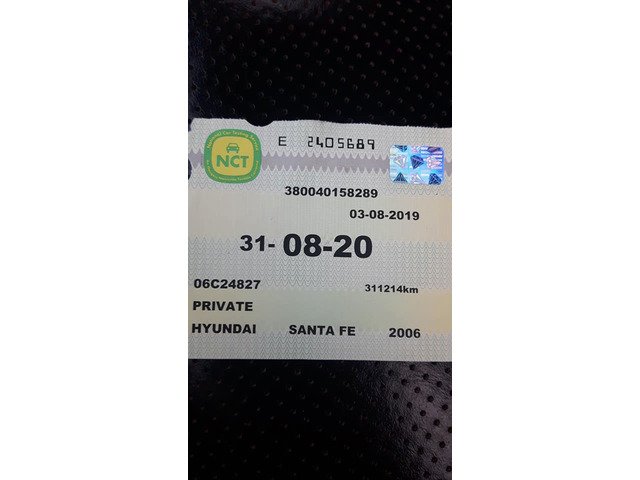 NCT
E 2405689
380040158289
03-08-2019
31- 08-20
06C24827
311214km
PRIVATE
HYUNDAI SANTA FE 2006